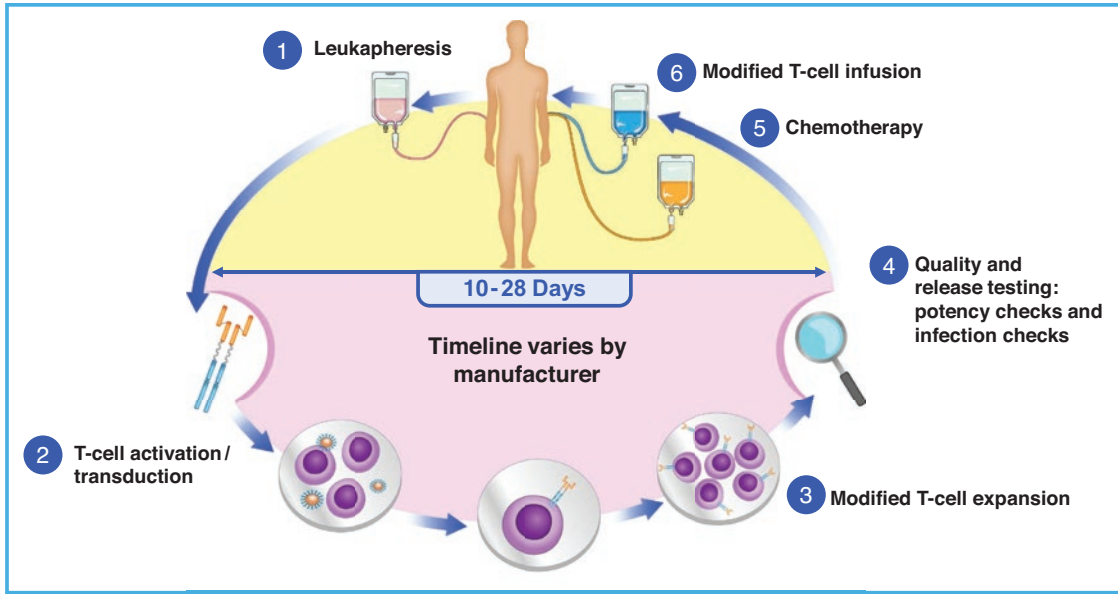 1
Leukapheresis
6
Modified T-cell infusion
5
Chemotherapy
4
Quality and
release testing:
potency checks and
infection checks
10-28 Days
Timeline varies by
manufacturer
2
T-cell activation/
transduction
3
Modified T-cell expansion